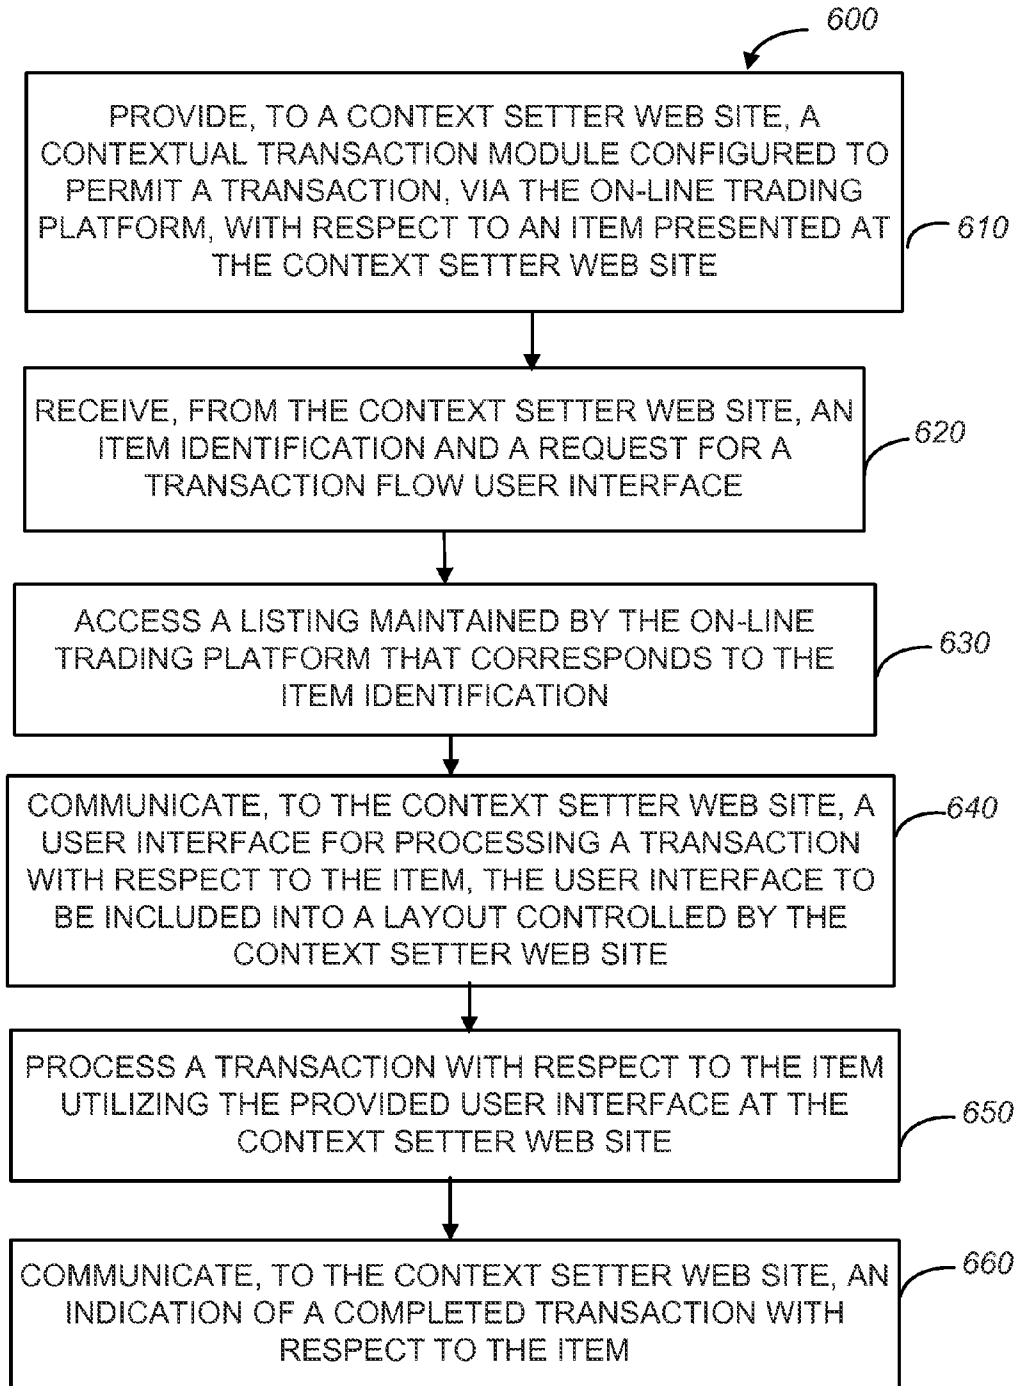 600
PROVIDE, TO A CONTEXT SETTER WEB SITE, A
CONTEXTUAL TRANSACTION MODULE CONFIGURED TO
PERMIT A TRANSACTION, VIA THE ON-LINE TRADING
PLATFORM, WITH RESPECT TO AN ITEM PRESENTED AT
THE CONTEXT SETTER WEB SITE
610
RECEIVE, FROM THE CONTEXT SETTER WEB SITE, AN
ITEM IDENTIFICATION AND A REQUEST FOR A
TRANSACTION FLOW USER INTERFACE
620
ACCESS A LISTING MAINTAINED BY THE ON-LINE
TRADING PLATFORM THAT CORRESPONDS TO THE
ITEM IDENTIFICATION
630
COMMUNICATE, TO THE CONTEXT SETTER WEB SITE, A
USER INTERFACE FOR PROCESSING A TRANSACTION
WITH RESPECT TO THE ITEM, THE USER INTERFACE TO
BE INCLUDED INTO A LAYOUT CONTROLLED BY THE
CONTEXT SETTER WEB SITE
640
PROCESS A TRANSACTION WITH RESPECT TO THE ITEM
UTILIZING THE PROVIDED USER INTERFACE AT THE
CONTEXT SETTER WEB SITE
650
COMMUNICATE, TO THE CONTEXT SETTER WEB SITE, AN
INDICATION OF A COMPLETED TRANSACTION WITH
RESPECT TO THE ITEM
660